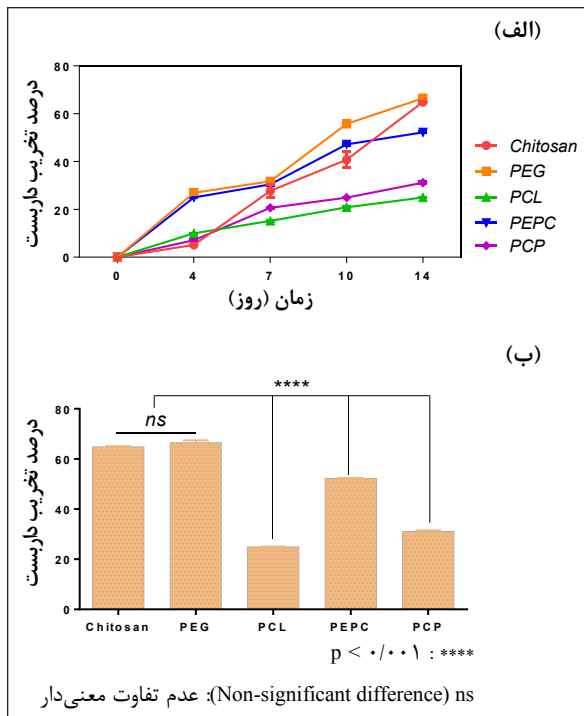 (الف)
درصد تخریب داربست
80
60
40
20
0
0 4 7 10 14
زمان (روز)
Chitosan
PEG
PCL
PEPC
PCP
(ب)
درصد تخریب داربست
80
60
40
20
0
****
ns
Chitosan PEG PCL PEPC PCP
**** : p < ۰/۰۰۱
ns (Non-significant difference): عدم تفاوت معنی‌دار